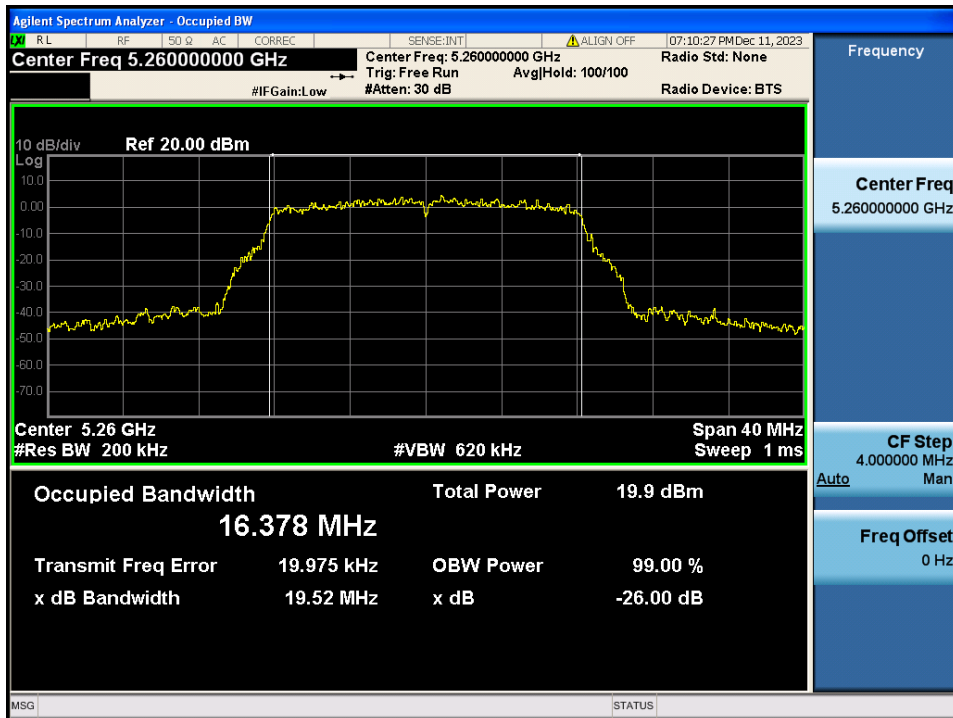 Agilent Spectrum Analyzer - Occupied BW
LXI RL RF 50 Ω AC CORREC SENSE:INT ALIGN OFF 07:10:27 PM Dec 11, 2023
Center Freq 5.260000000 GHz
Center Freq: 5.260000000 GHz
Radio Std: None
Trig: Free Run Avg|Hold: 100/100
#IFGain:Low
#Atten: 30 dB
Radio Device: BTS
10 dB/div Ref 20.00 dBm
Log
10.0
0.00
-10.0
-20.0
-30.0
-40.0
-50.0
-60.0
-70.0
Center 5.26 GHz Span 40 MHz
#Res BW 200 kHz #VBW 620 kHz Sweep 1 ms
Occupied Bandwidth Total Power 19.9 dBm
16.378 MHz
Transmit Freq Error 19.975 kHz OBW Power 99.00 %
x dB Bandwidth 19.52 MHz x dB -26.00 dB
MSG STATUS
Frequency
Center Freq
5.260000000 GHz
CF Step
4.000000 MHz
Auto Man
Freq Offset
0 Hz